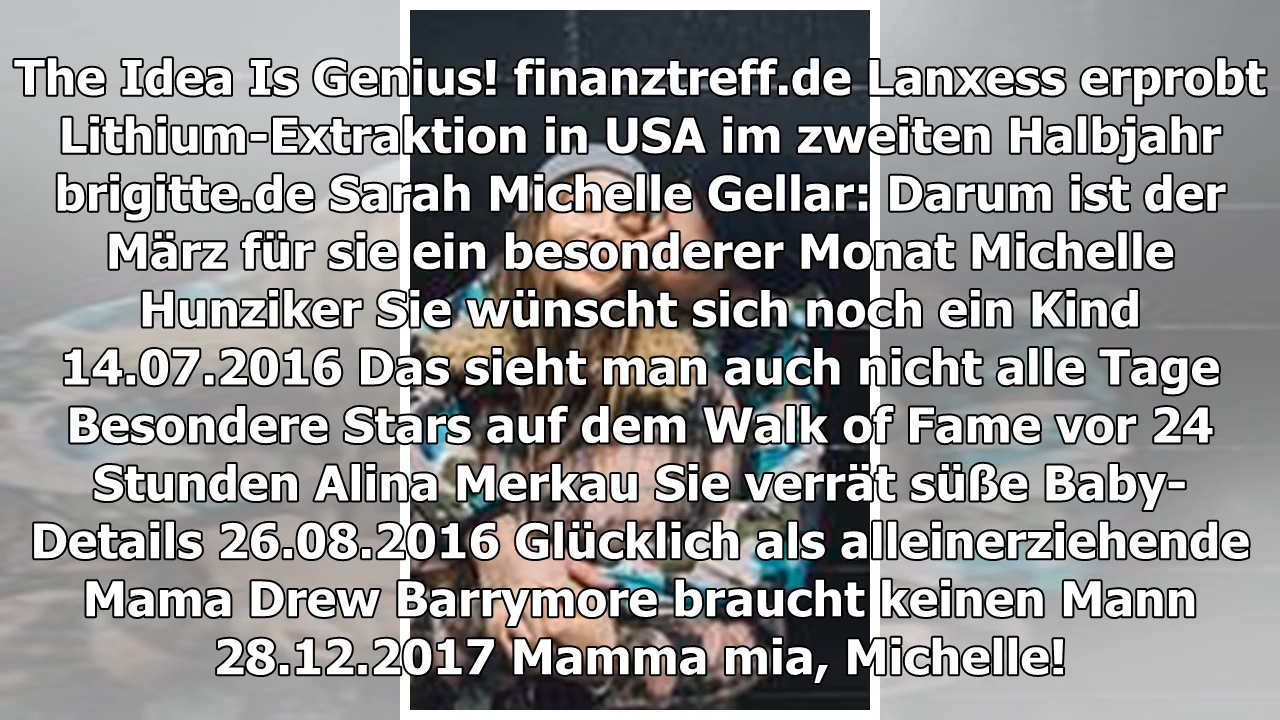 The Idea Is Genius! finanztreff.de Lanxess erprobt
Lithium-Extraktion in USA im zweiten Halbjahr
brigitte.de Sarah Michelle Gellar: Darum ist der
März für sie ein besonderer Monat Michelle
Hunziker Sie wünscht sich noch ein Kind
14.07.2016 Das sieht man auch nicht alle Tage
Besondere Stars auf dem Walk of Fame vor 24
Stunden Alina Merkau Sie verrät süße Baby-
Details 26.08.2016 Glücklich als alleinerziehende
Mama Drew Barrymore braucht keinen Mann
28.12.2017 Mamma mia, Michelle!